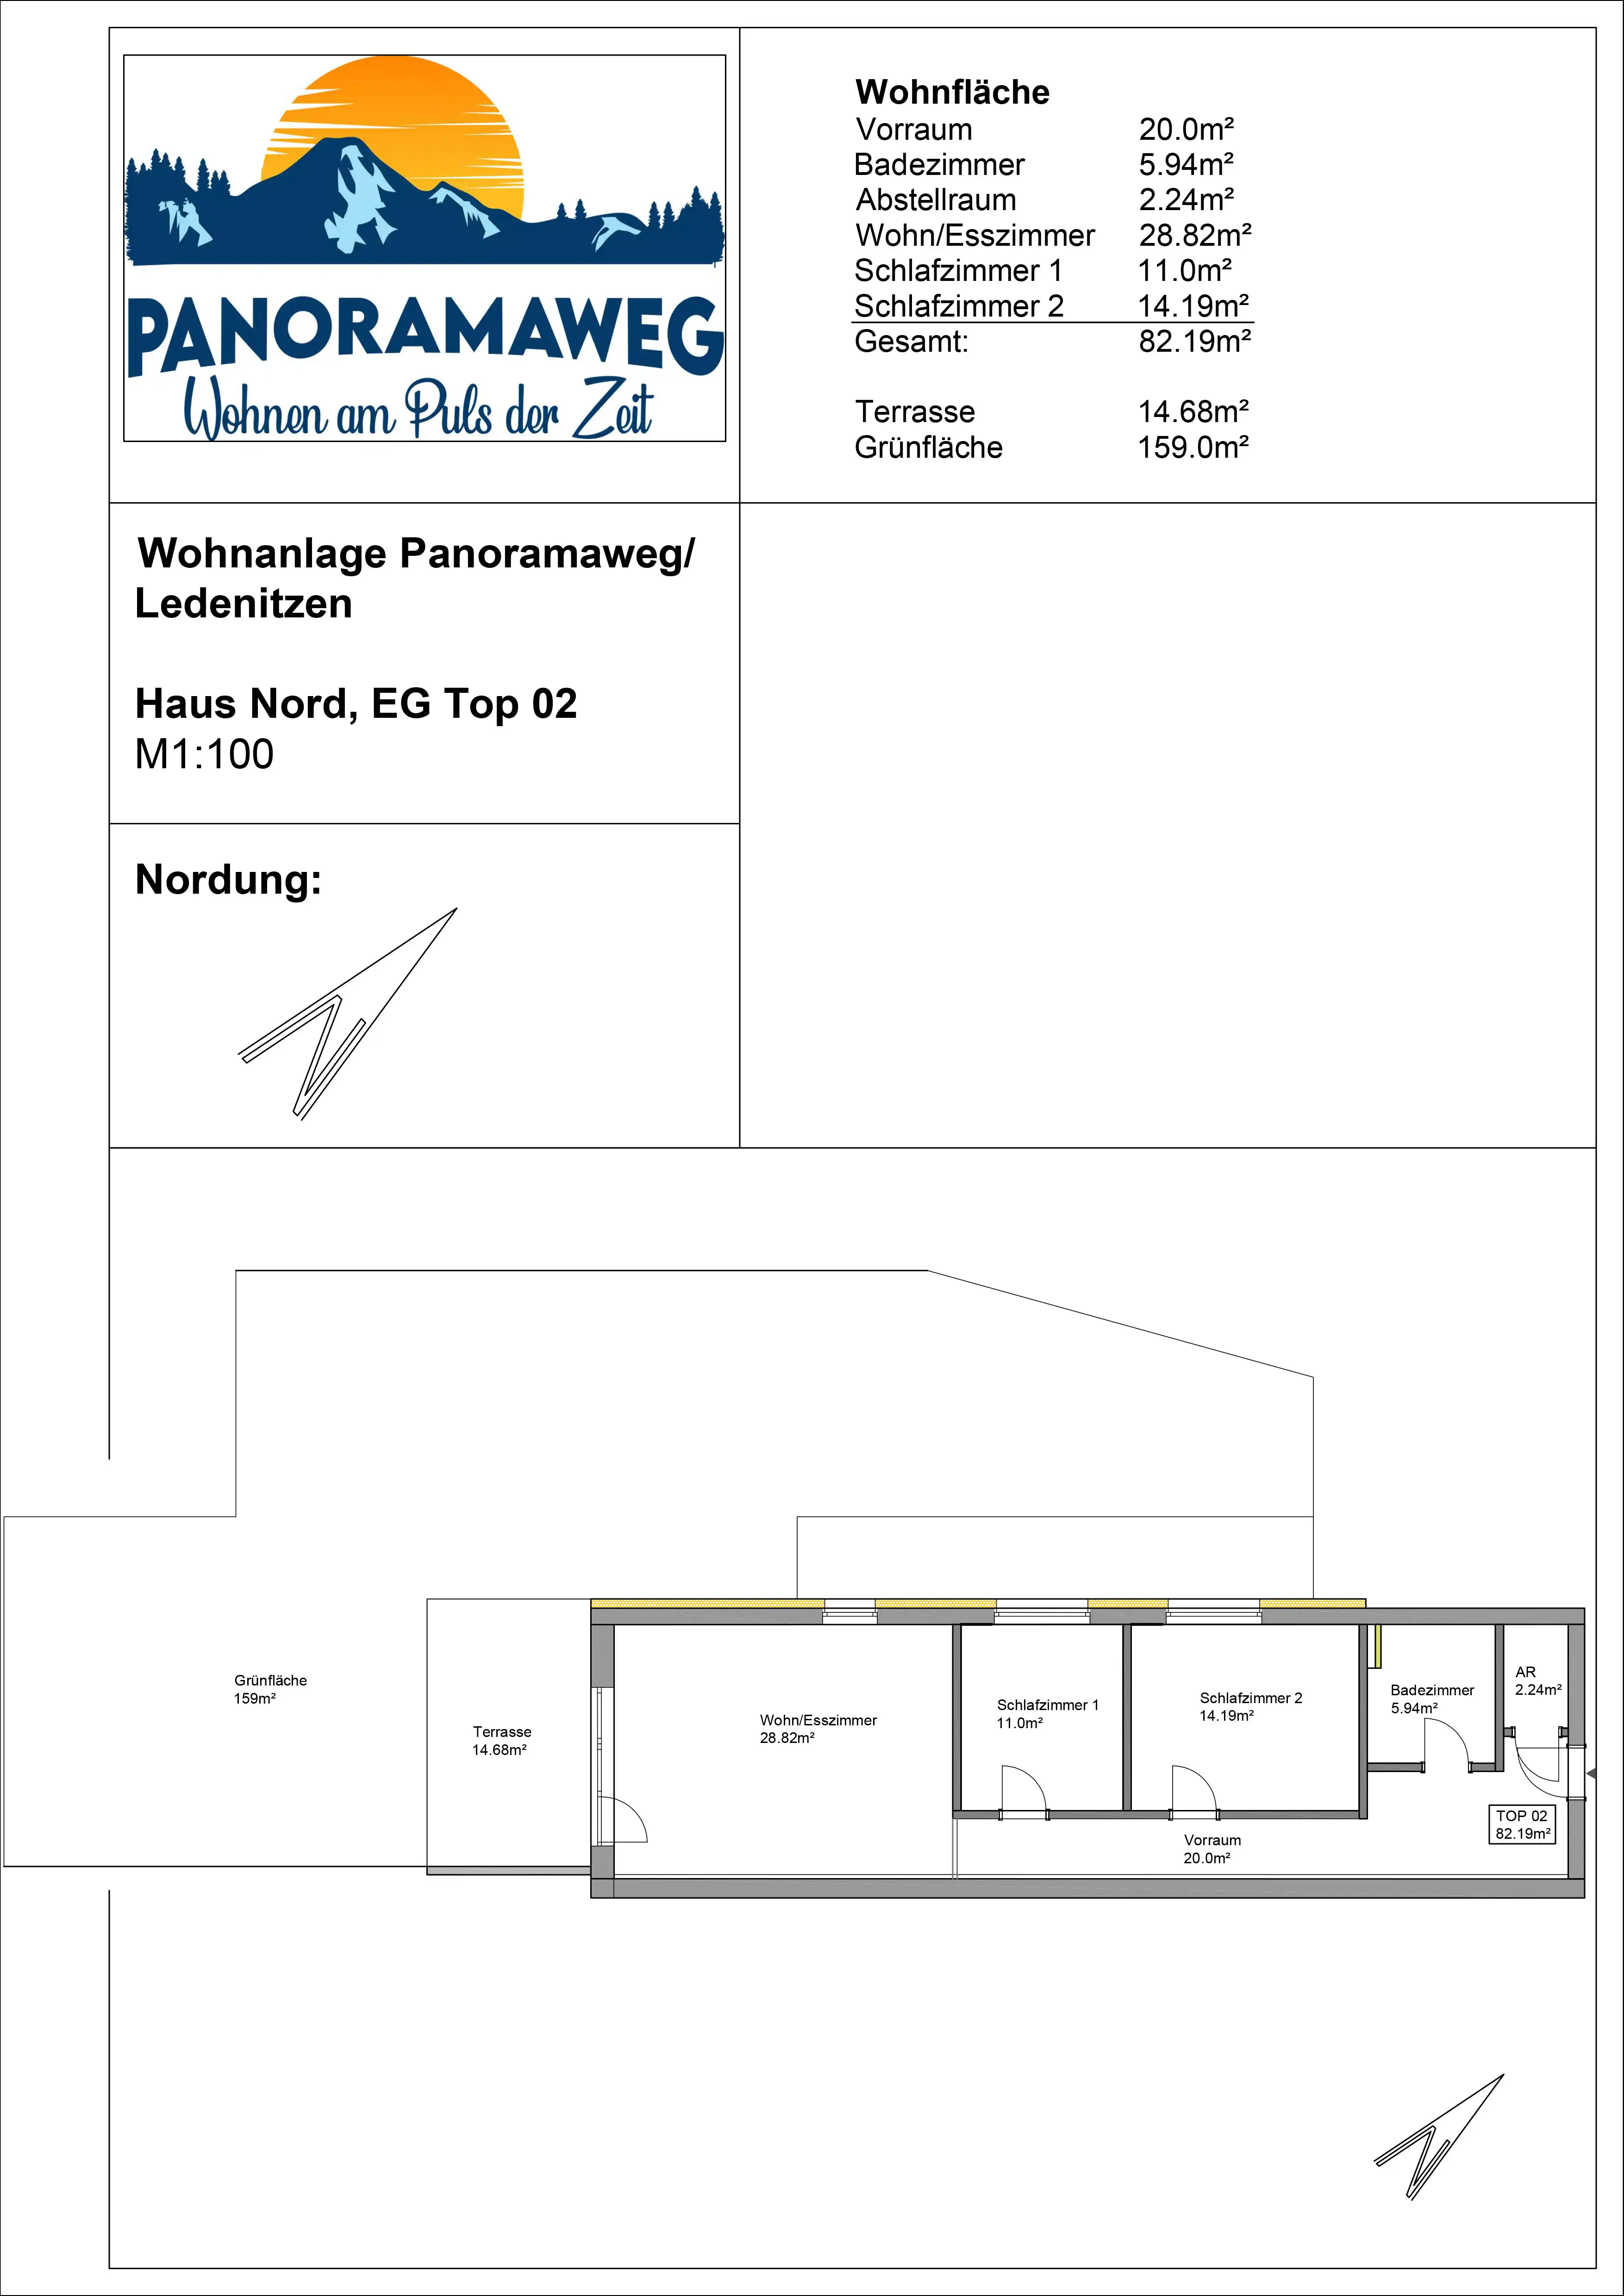 PANORAMAWEG
Wohnen am Puls der Zeit
Wohnfläche
Vorraum 20.0m²
Badezimmer 5.94m²
Abstellraum 2.24m²
Wohn/Esszimmer 28.82m²
Schlafzimmer 1 11.0m²
Schlafzimmer 2 14.19m²
Gesamt: 82.19m²
Terrasse 14.68m²
Grünfläche 159.0m²
Wohnanlage Panoramaweg/
Ledenitzen
Haus Nord, EG Top 02
M1:100
Nordung:
N
Grünfläche
159m²
Terrasse
14.68m²
Wohn/Esszimmer
28.82m²
Schlafzimmer 1
11.0m²
Schlafzimmer 2
14.19m²
Badezimmer
5.94m²
AR
2.24m²
TOP 02
82.19m²
Vorraum
20.0m²
N